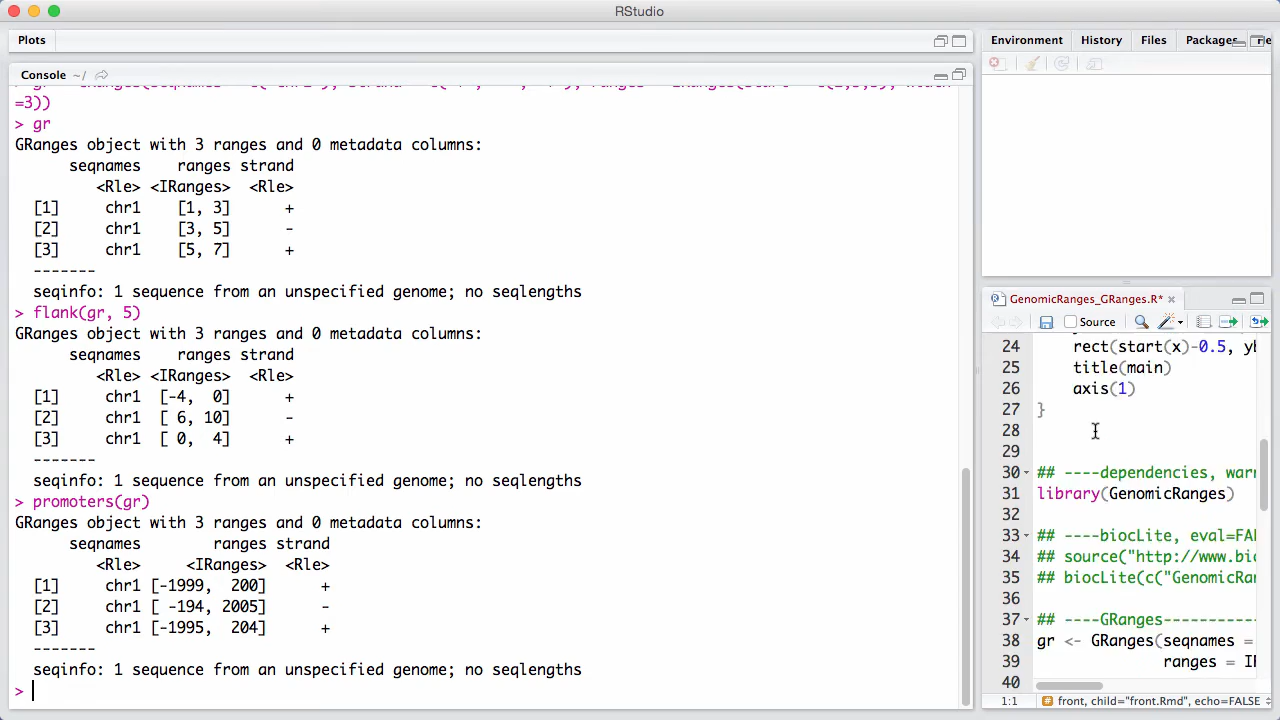 RStudio
Plots
Console ~/
=3))
> gr
GRanges object with 3 ranges and 0 metadata columns:
seqnames ranges strand
<Rle> <IRanges> <Rle>
[1] chr1 [1, 3] +
[2] chr1 [3, 5] -
[3] chr1 [5, 7] +
-------
seqinfo: 1 sequence from an unspecified genome; no seqlengths
> flank(gr, 5)
GRanges object with 3 ranges and 0 metadata columns:
seqnames ranges strand
<Rle> <IRanges> <Rle>
[1] chr1 [-4, 0] +
[2] chr1 [ 6, 10] -
[3] chr1 [ 0, 4] +
-------
seqinfo: 1 sequence from an unspecified genome; no seqlengths
> promoters(gr)
GRanges object with 3 ranges and 0 metadata columns:
seqnames ranges strand
<Rle> <IRanges> <Rle>
[1] chr1 [-1999, 200] +
[2] chr1 [ -194, 2005] -
[3] chr1 [-1995, 204] +
-------
seqinfo: 1 sequence from an unspecified genome; no seqlengths
>
Environment History Files Packages
GenomicRanges_GRanges.R*
Source
24 rect(start(x)-0.5, yb
25 title(main)
26 axis(1)
27 }
28
29
30 ## ----dependencies, warn
31 library(GenomicRanges)
32
33 ## ----biocLite, eval=FA
34 ## source("http://www.bio
35 ## biocLite(c("GenomicRa
36
37 ## ----GRanges-----------
38 gr <- GRanges(seqnames =
39 ranges = I
40
1:1 front, child="front.Rmd", echo=FALSE